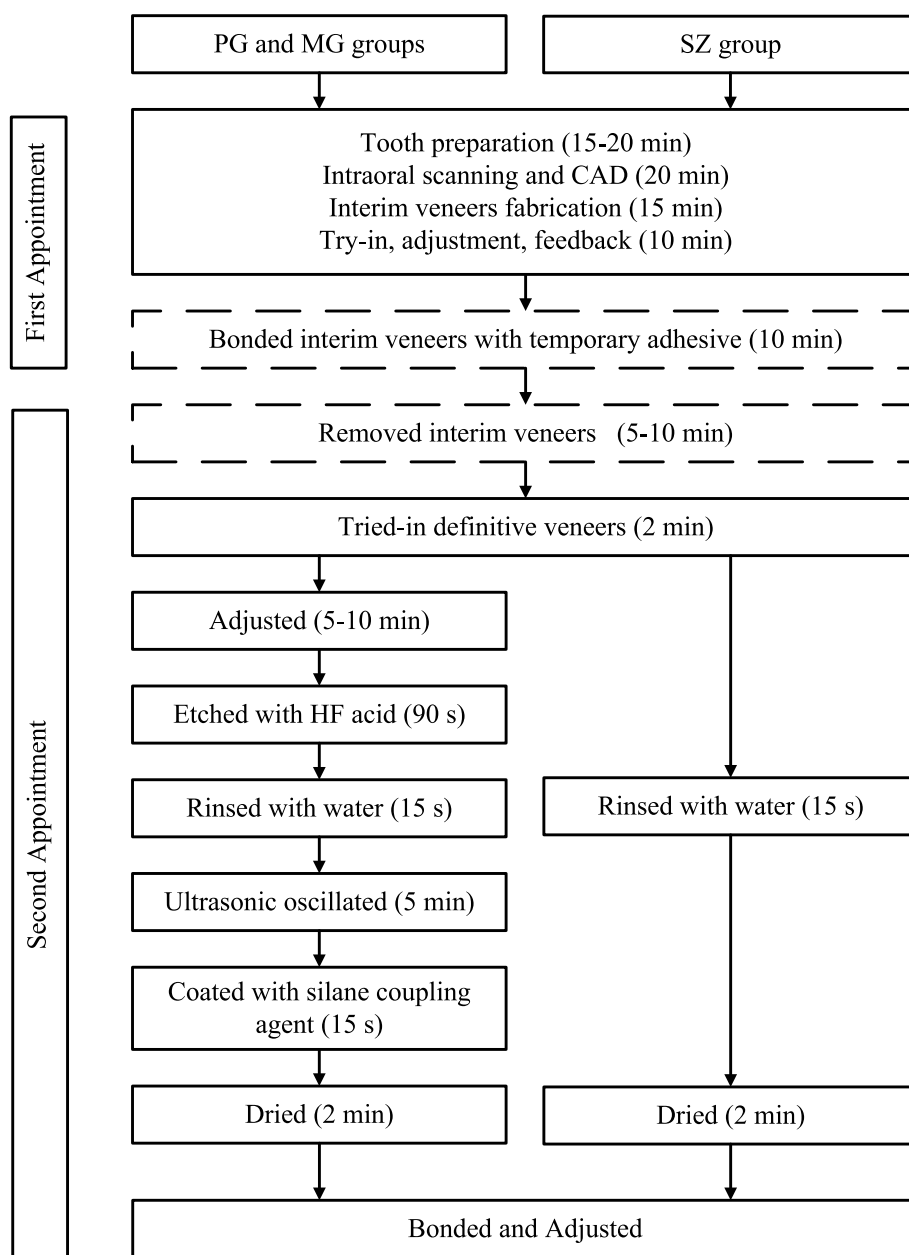 PG and MG groups
SZ group
First Appointment
Tooth preparation (15-20 min)
Intraoral scanning and CAD (20 min)
Interim veneers fabrication (15 min)
Try-in, adjustment, feedback (10 min)
Bonded interim veneers with temporary adhesive (10 min)
Second Appointment
Removed interim veneers (5-10 min)
Tried-in definitive veneers (2 min)
Adjusted (5-10 min)
Etched with HF acid (90 s)
Rinsed with water (15 s)
Rinsed with water (15 s)
Ultrasonic oscillated (5 min)
Coated with silane coupling
agent (15 s)
Dried (2 min)
Dried (2 min)
Bonded and Adjusted